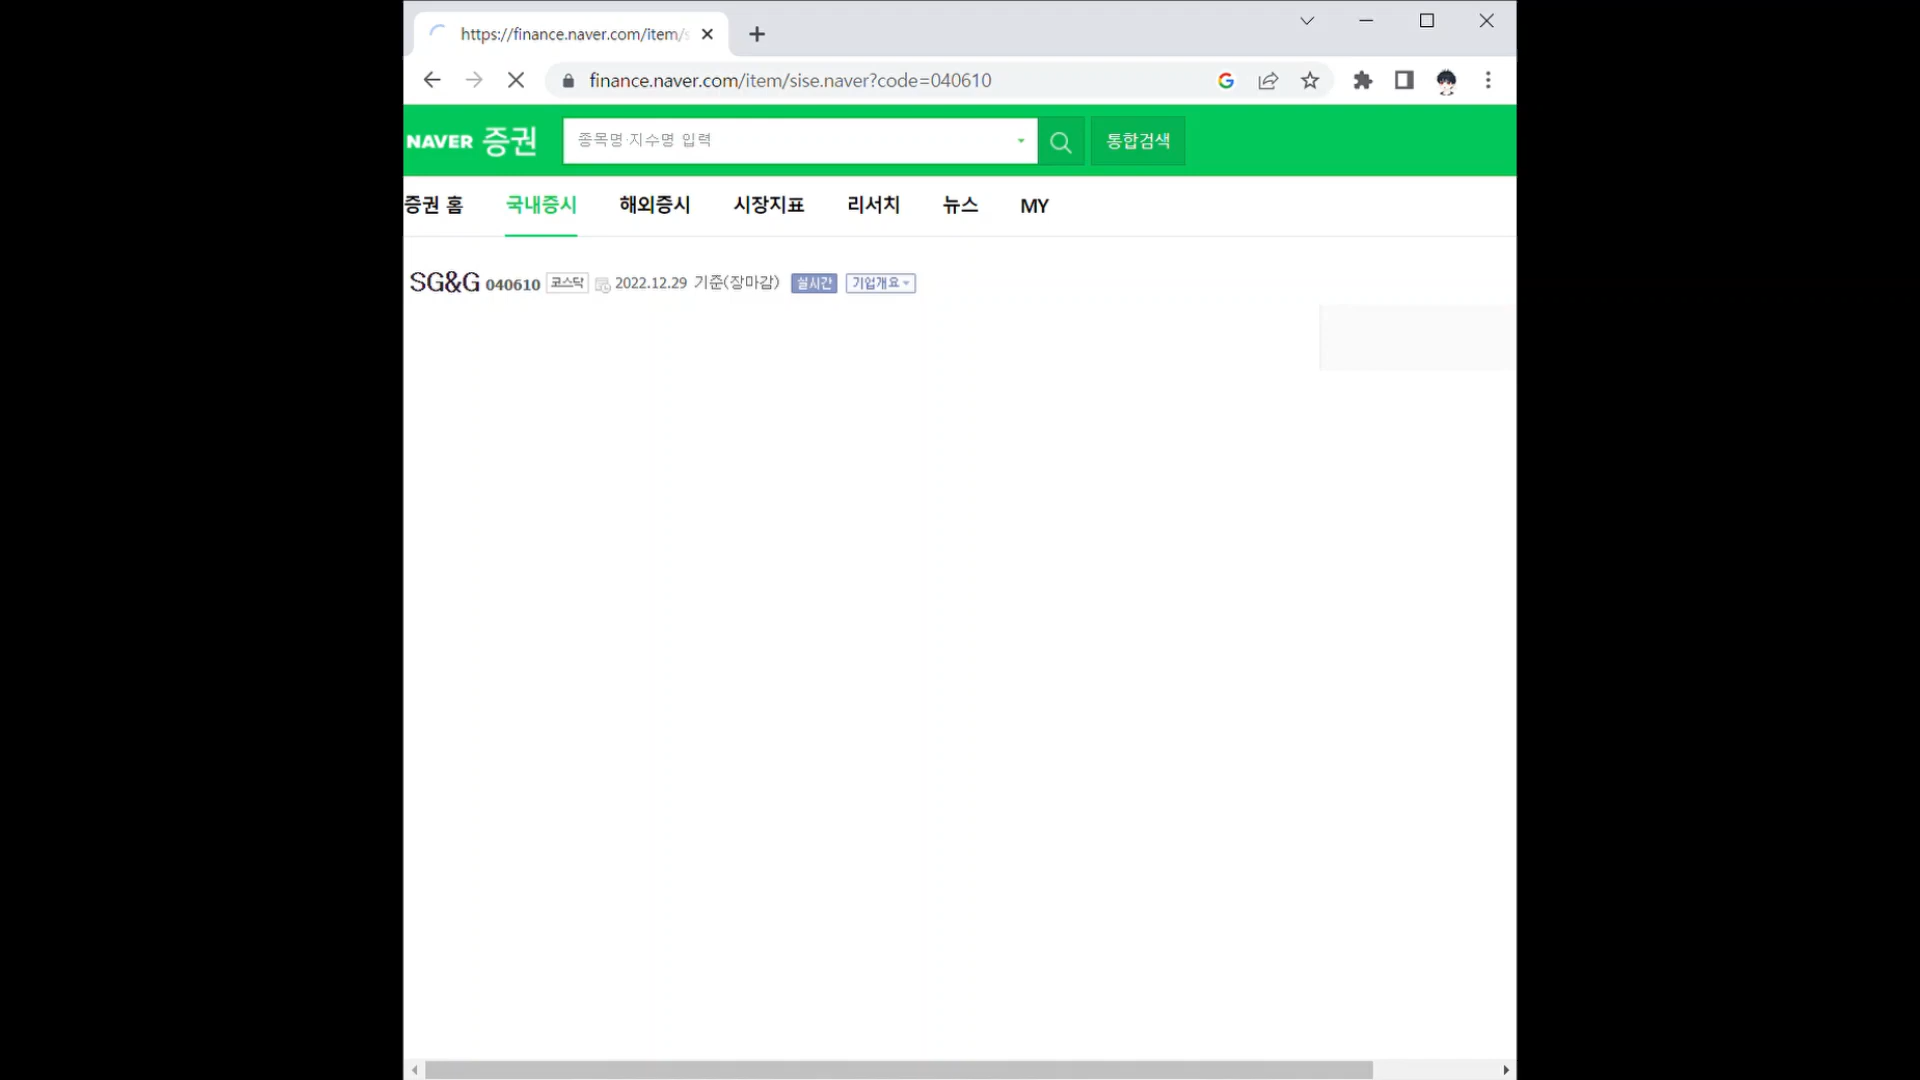 https://finance.naver.com/item/s
finance.naver.com/item/sise.naver?code=040610
NAVER 증권 종목명·지수명 입력 통합검색
증권 홈 국내증시 해외증시 시장지표 리서치 뉴스 MY
SG&G 040610 코스닥 2022.12.29 기준(장마감) 실시간 기업개요